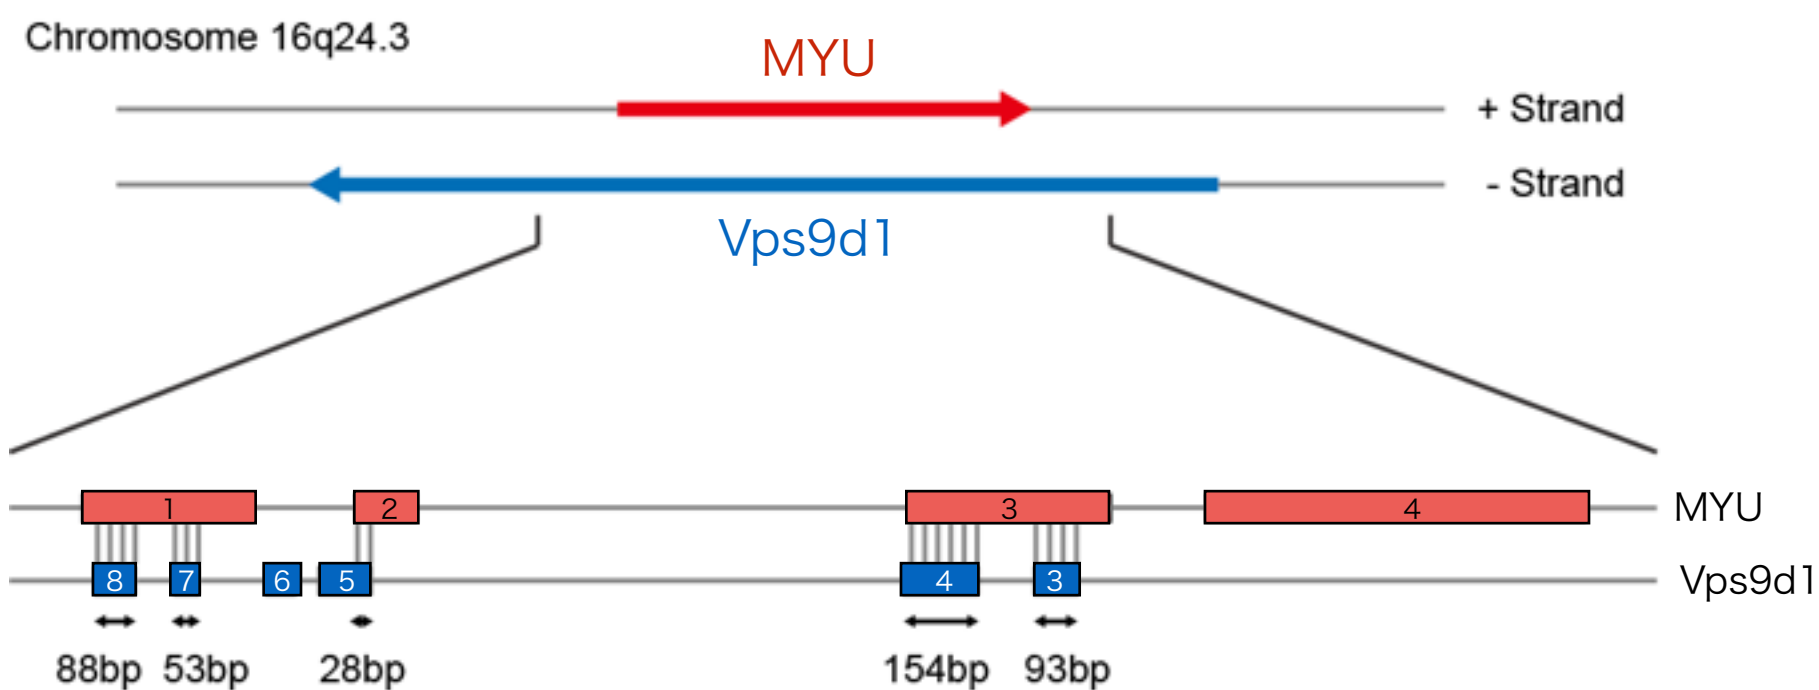 Chromosome 16q24.3
MYU
+ Strand
- Strand
Vps9d1
1 2 3 4 MYU
8 7 6 5 4 3 Vps9d1
88bp 53bp 28bp 154bp 93bp